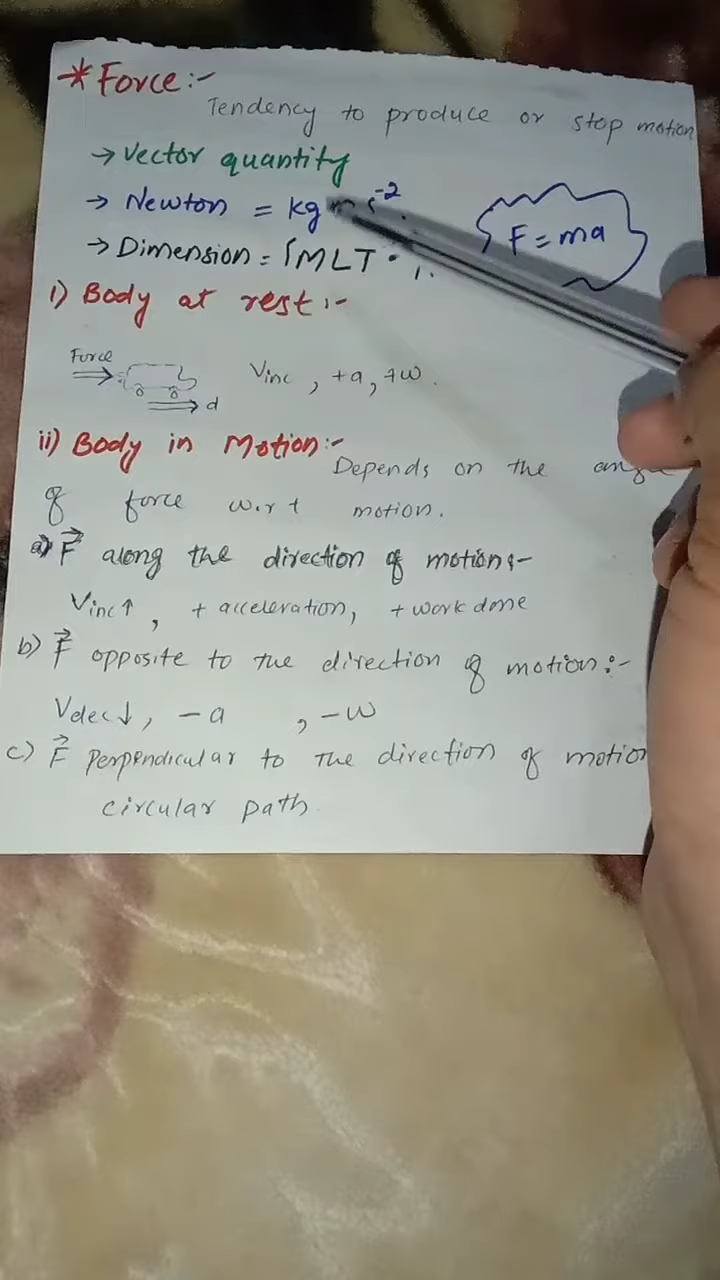 * Force :-
Tendency to produce or stop motion
→ Vector quantity
→ Newton = kg s⁻²
F = ma
→ Dimension = [MLT
i) Body at rest :-
Force
Vinc , +a, +w.
d
ii) Body in Motion :-
Depends on the
of force w.r.t motion.
a) F⃗ along the direction of motion :-
Vinc ↑ , + acceleration, + work done
b) F⃗ opposite to the direction of motion :-
Vdec ↓ , - a , - w
c) F⃗ Perpendicular to the direction of motion
circular path